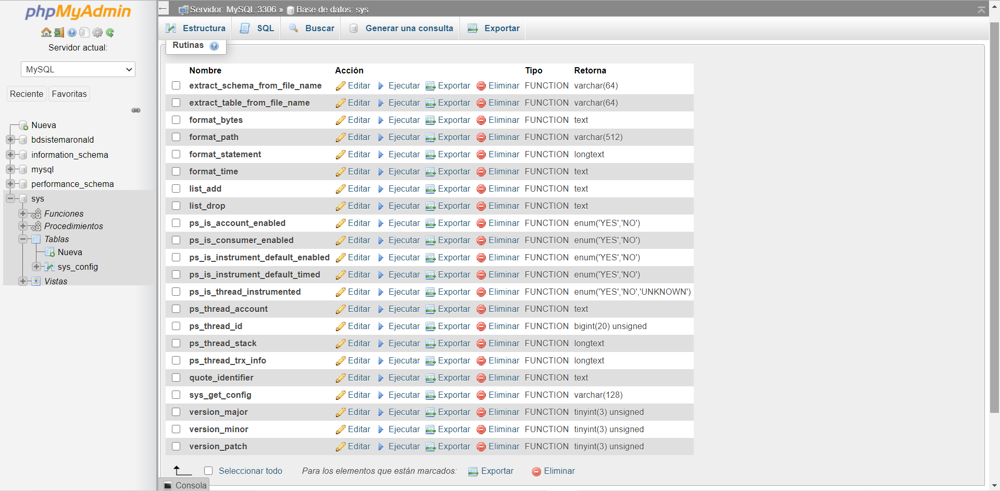 phpMyAdmin
Servidor actual:
MySQL
Reciente Favoritas
Nueva
bdsistemaronald
information_schema
mysql
performance_schema
sys
Funciones
Procedimientos
Tablas
Nueva
sys_config
Vistas
← Servidor: MySQL:3306 » Base de datos: sys
Estructura SQL Buscar Generar una consulta Exportar
Rutinas
Nombre Acción Tipo Retorna
extract_schema_from_file_name Editar Ejecutar Exportar Eliminar FUNCTION varchar(64)
extract_table_from_file_name Editar Ejecutar Exportar Eliminar FUNCTION varchar(64)
format_bytes Editar Ejecutar Exportar Eliminar FUNCTION text
format_path Editar Ejecutar Exportar Eliminar FUNCTION varchar(512)
format_statement Editar Ejecutar Exportar Eliminar FUNCTION longtext
format_time Editar Ejecutar Exportar Eliminar FUNCTION text
list_add Editar Ejecutar Exportar Eliminar FUNCTION text
list_drop Editar Ejecutar Exportar Eliminar FUNCTION text
ps_is_account_enabled Editar Ejecutar Exportar Eliminar FUNCTION enum('YES','NO')
ps_is_consumer_enabled Editar Ejecutar Exportar Eliminar FUNCTION enum('YES','NO')
ps_is_instrument_default_enabled Editar Ejecutar Exportar Eliminar FUNCTION enum('YES','NO')
ps_is_instrument_default_timed Editar Ejecutar Exportar Eliminar FUNCTION enum('YES','NO')
ps_is_thread_instrumented Editar Ejecutar Exportar Eliminar FUNCTION enum('YES','NO','UNKNOWN')
ps_thread_account Editar Ejecutar Exportar Eliminar FUNCTION text
ps_thread_id Editar Ejecutar Exportar Eliminar FUNCTION bigint(20) unsigned
ps_thread_stack Editar Ejecutar Exportar Eliminar FUNCTION longtext
ps_thread_trx_info Editar Ejecutar Exportar Eliminar FUNCTION longtext
quote_identifier Editar Ejecutar Exportar Eliminar FUNCTION text
sys_get_config Editar Ejecutar Exportar Eliminar FUNCTION varchar(128)
version_major Editar Ejecutar Exportar Eliminar FUNCTION tinyint(3) unsigned
version_minor Editar Ejecutar Exportar Eliminar FUNCTION tinyint(3) unsigned
version_patch Editar Ejecutar Exportar Eliminar FUNCTION tinyint(3) unsigned
Seleccionar todo Para los elementos que están marcados: Exportar Eliminar
Consola